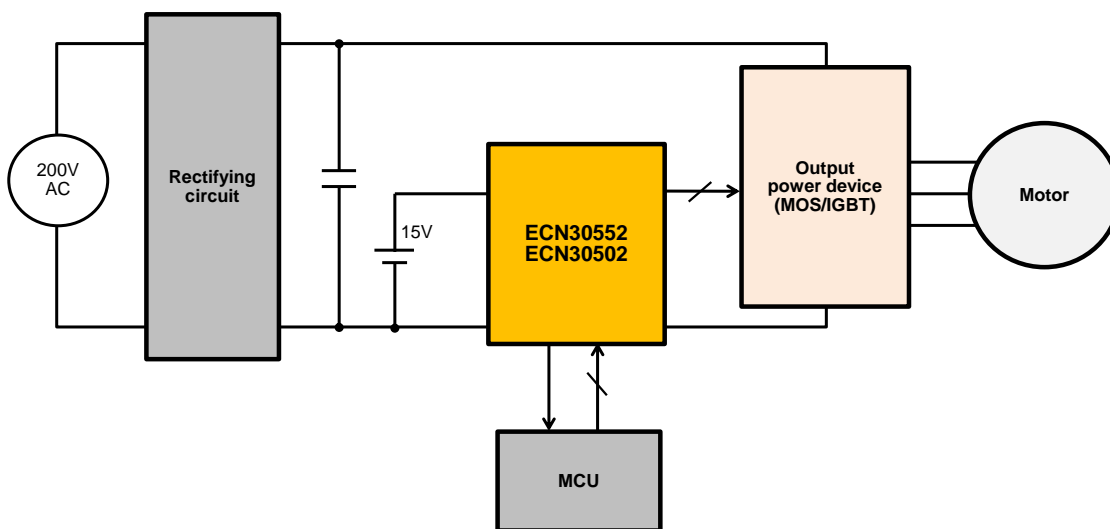 200V
AC
Rectifying
circuit
15V
ECN30552
ECN30502
Output
power device
(MOS/IGBT)
Motor
MCU